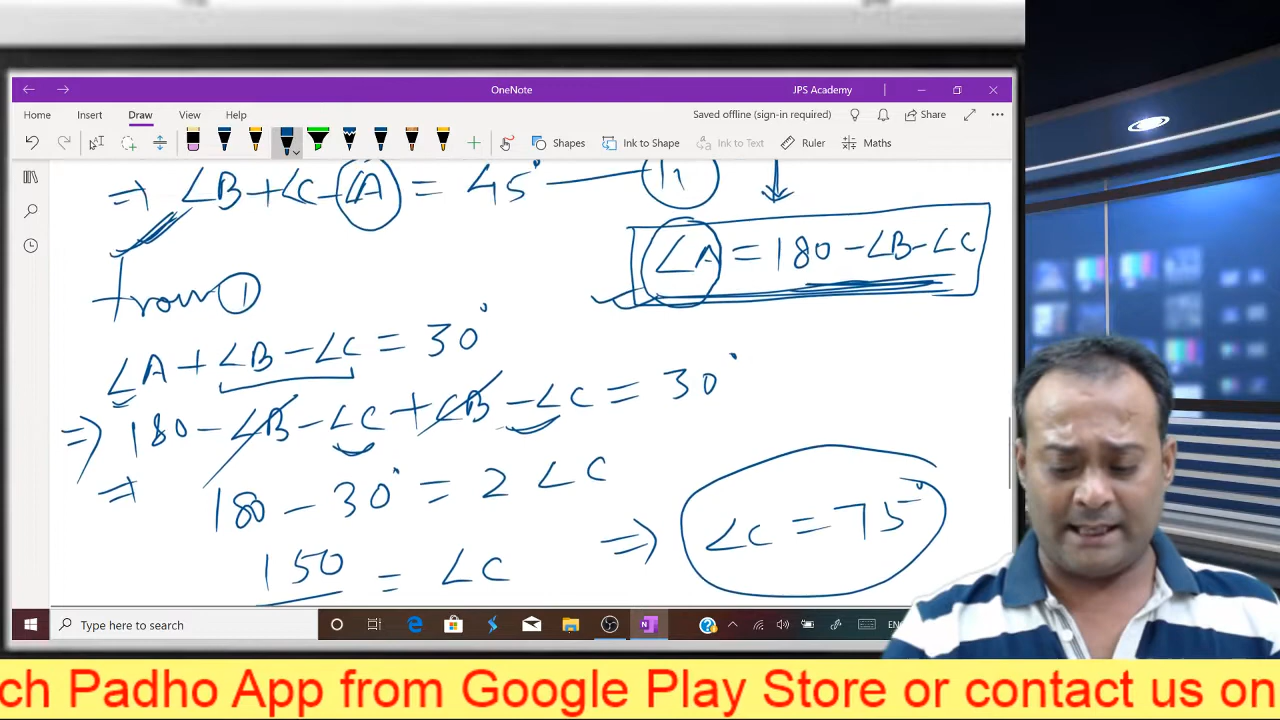 OneNote
JPS Academy
Home Insert Draw View Help
Saved offline (sign-in required)
Share
Shapes Ink to Shape Ink to Text Ruler Maths
⇒ ∠B+∠C-∠A = 45°
↓
∠A = 180-∠B-∠C
from ①
∠A + ∠B - ∠C = 30°
⇒ 180-∠B-∠C+∠B-∠C = 30°
⇒ 180 - 30° = 2 ∠C
150 = ∠C
⇒ ∠C = 75°
Type here to search
ch Padho App from Google Play Store or contact us on